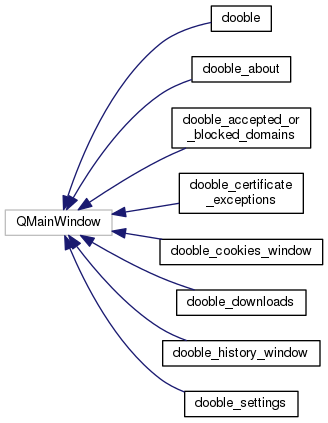 dooble
dooble_about
dooble_accepted_or
_blocked_domains
dooble_certificate
_exceptions
QMainWindow
dooble_cookies_window
dooble_downloads
dooble_history_window
dooble_settings